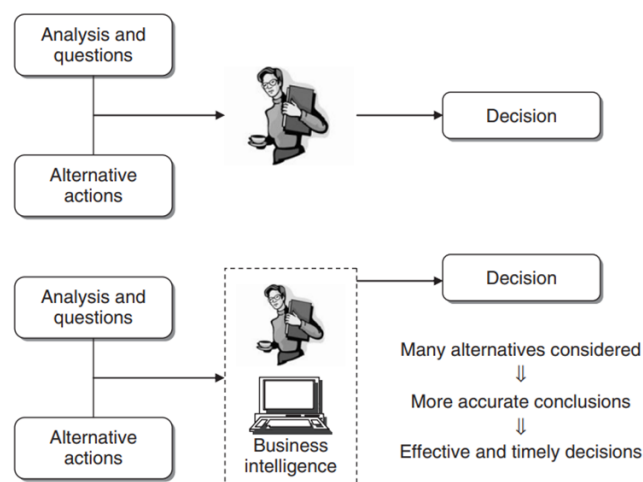 Analysis and
questions
Decision
Alternative
actions
Analysis and
questions
Decision
Many alternatives considered
⇓
More accurate conclusions
⇓
Effective and timely decisions
Alternative
actions
Business
intelligence